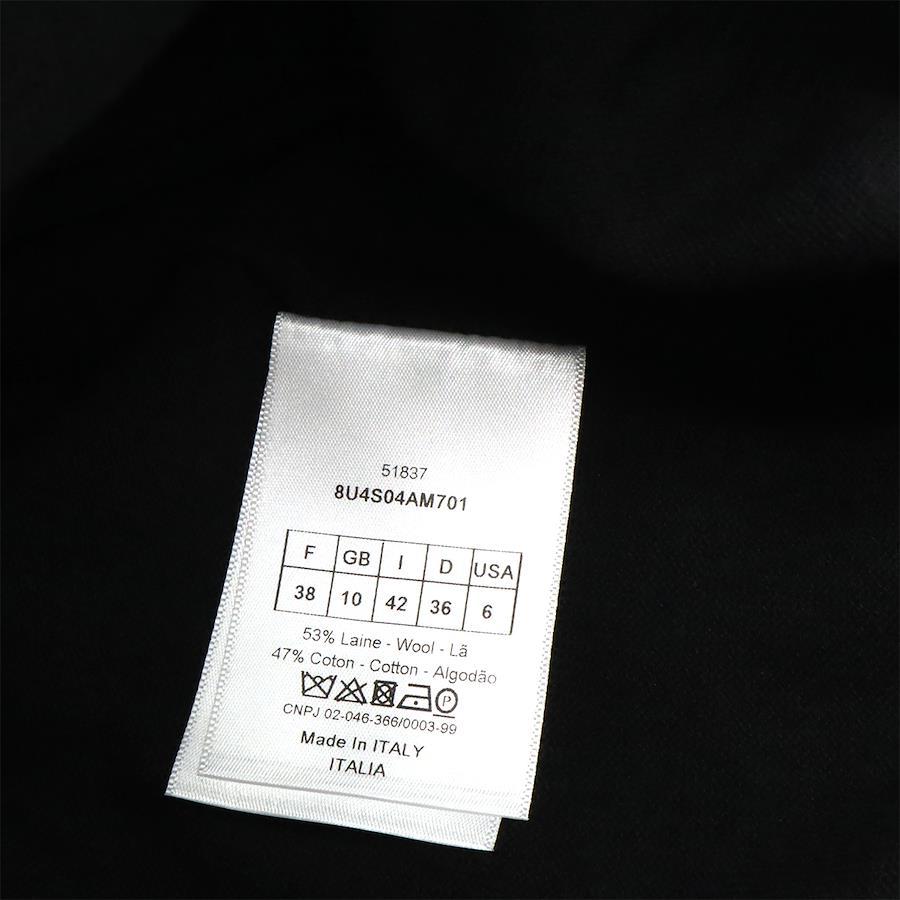 51837
8U4S04AM701
F GB I D USA
38 10 42 36 6
53% Laine - Wool - Lã
47% Coton - Cotton - Algodão
P
CNPJ 02-046-366/0003-99
Made In ITALY
ITALIA